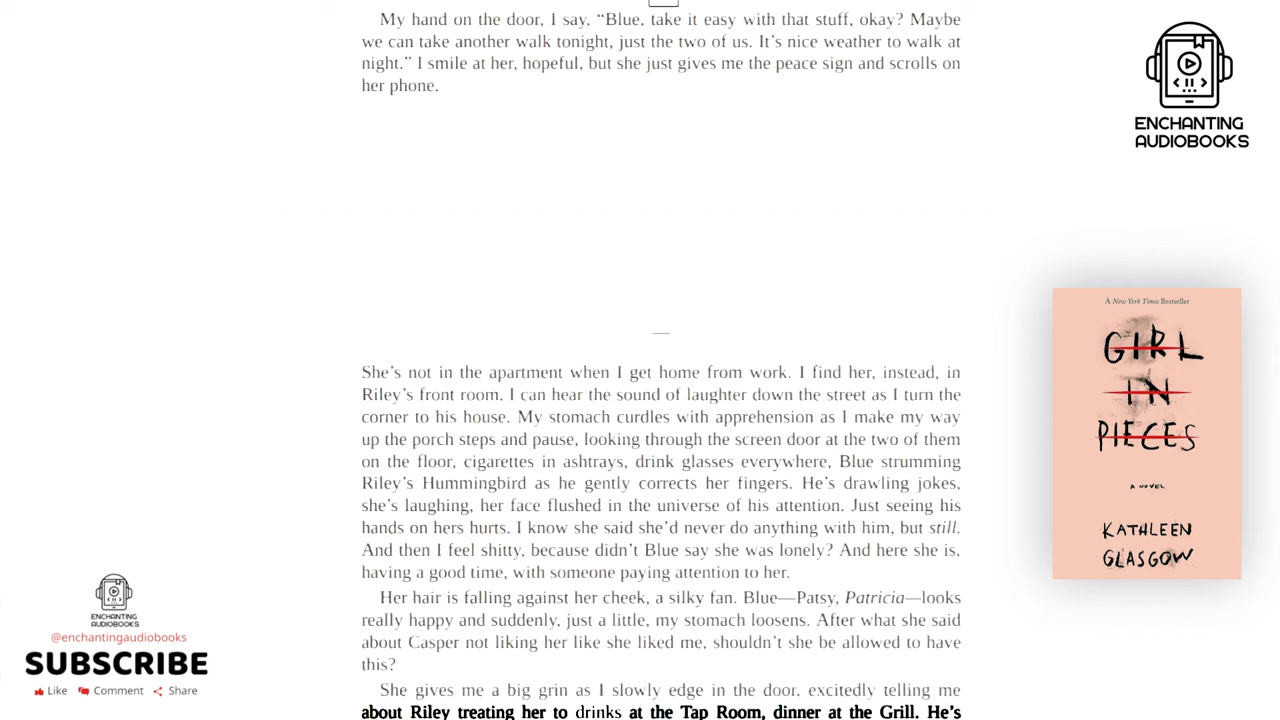 My hand on the door, I say, “Blue, take it easy with that stuff, okay? Maybe
we can take another walk tonight, just the two of us. It’s nice weather to walk at
night.” I smile at her, hopeful, but she just gives me the peace sign and scrolls on
her phone.
ENCHANTING
AUDIOBOOKS
She’s not in the apartment when I get home from work. I find her, instead, in
Riley’s front room. I can hear the sound of laughter down the street as I turn the
corner to his house. My stomach curdles with apprehension as I make my way
up the porch steps and pause, looking through the screen door at the two of them
on the floor, cigarettes in ashtrays, drink glasses everywhere, Blue strumming
Riley’s Hummingbird as he gently corrects her fingers. He’s drawling jokes,
she’s laughing, her face flushed in the universe of his attention. Just seeing his
hands on hers hurts. I know she said she’d never do anything with him, but still.
And then I feel shitty, because didn’t Blue say she was lonely? And here she is,
having a good time, with someone paying attention to her.
Her hair is falling against her cheek, a silky fan. Blue—Patsy, Patricia—looks
really happy and suddenly, just a little, my stomach loosens. After what she said
about Casper not liking her like she liked me, shouldn’t she be allowed to have
this?
She gives me a big grin as I slowly edge in the door, excitedly telling me
about Riley treating her to drinks at the Tap Room, dinner at the Grill. He’s
A New York Times Bestseller
GIRL
IN
PIECES
A NOVEL
KATHLEEN
GLASGOW
ENCHANTING
AUDIOBOOKS
@enchantingaudiobooks
SUBSCRIBE
Like Comment Share